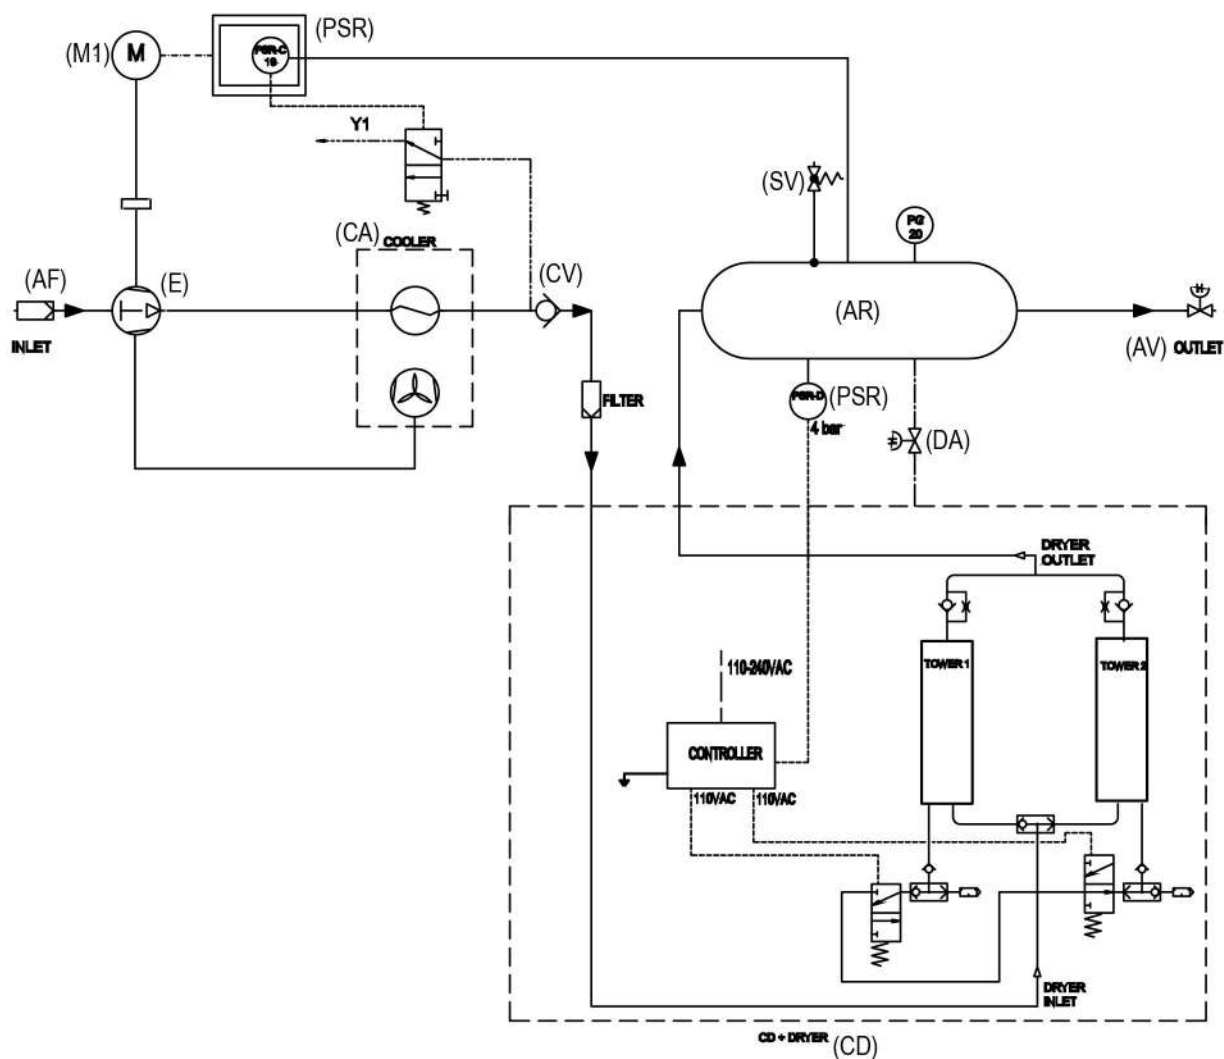 (PSR)
(M1)
M
PSR-C
19
Y1
(SV)
PG
20
(CA)
COOLER
(AF)
(E)
(CV)
(AR)
INLET
(AV) OUTLET
FILTER
PSR-D
(PSR)
4 bar
(DA)
DRYER
OUTLET
110-240VAC
TOWER 1
TOWER 2
CONTROLLER
110VAC
110VAC
DRYER
INLET
CD + DRYER (CD)